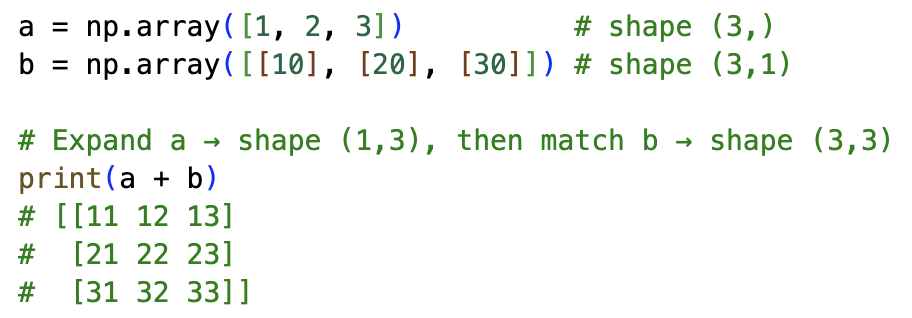 a = np.array([1, 2, 3])          # shape (3,)
b = np.array([[10], [20], [30]]) # shape (3,1)

# Expand a → shape (1,3), then match b → shape (3,3)
print(a + b)
# [[11 12 13]
#  [21 22 23]
#  [31 32 33]]